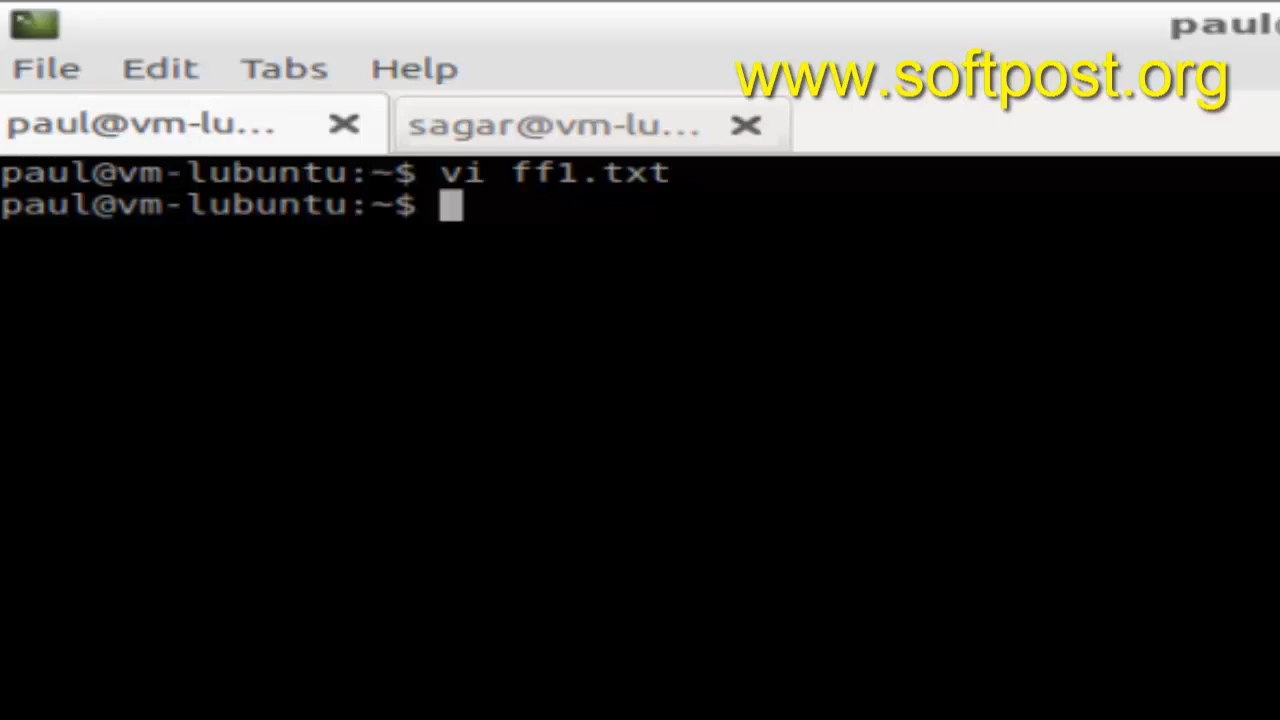 paul@
File Edit Tabs Help
www.softpost.org
paul@vm-lu... sagar@vm-lu...
paul@vm-lubuntu:~$ vi ff1.txt
paul@vm-lubuntu:~$